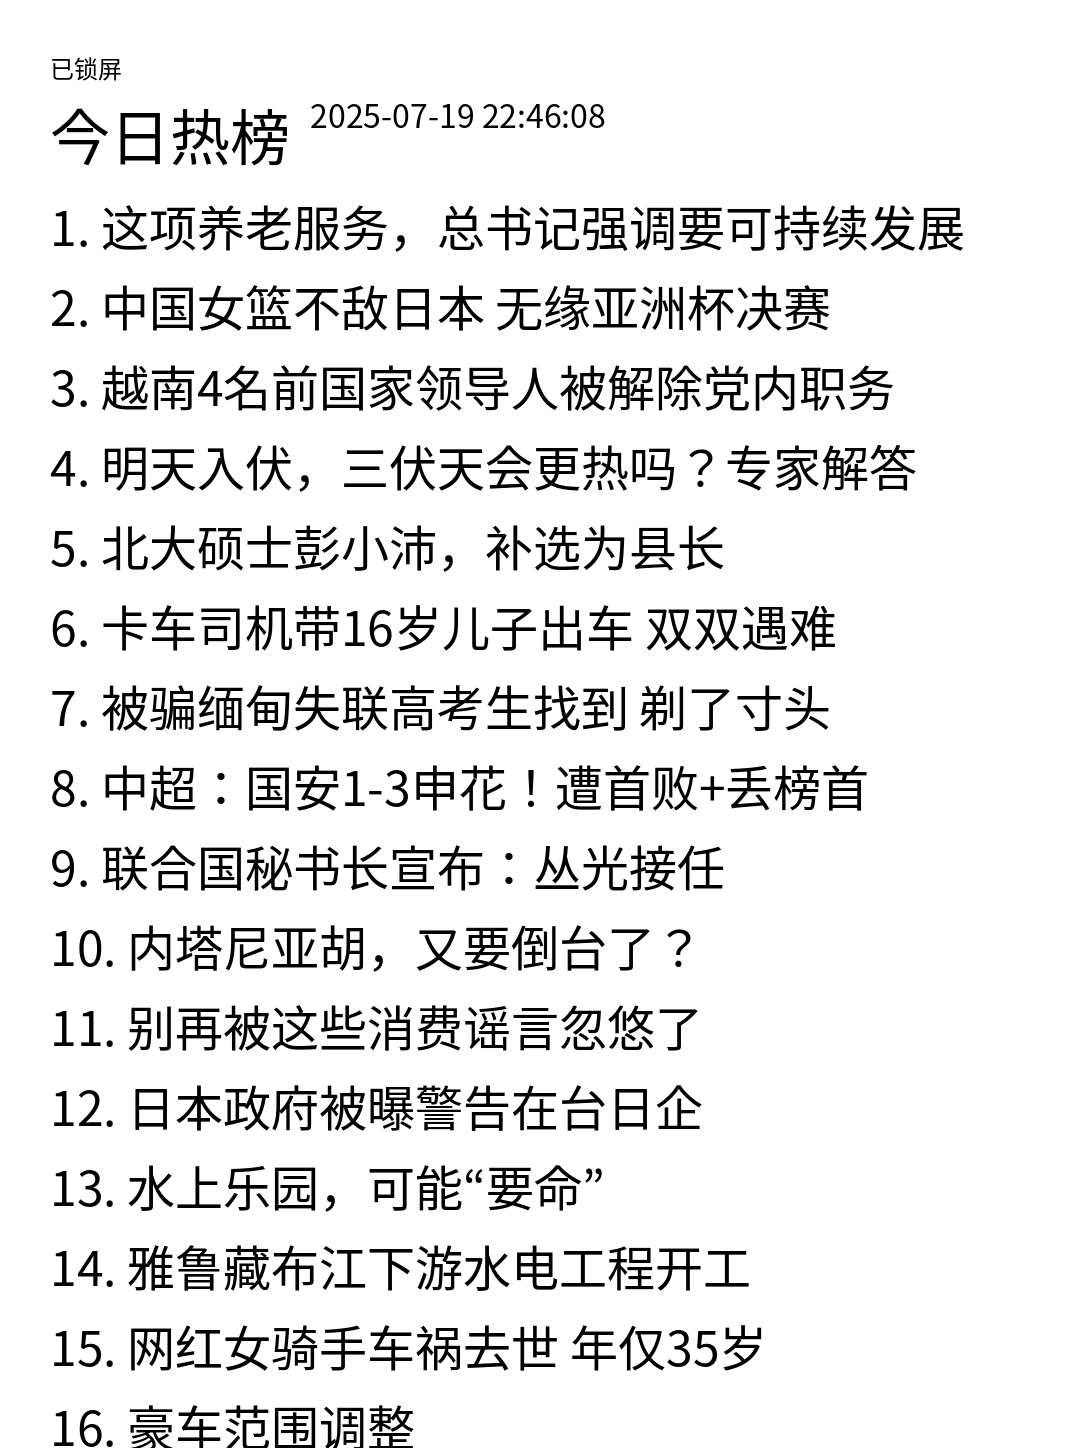 已锁屏
今日热榜 2025-07-19 22:46:08
1. 这项养老服务，总书记强调要可持续发展
2. 中国女篮不敌日本 无缘亚洲杯决赛
3. 越南4名前国家领导人被解除党内职务
4. 明天入伏，三伏天会更热吗？专家解答
5. 北大硕士彭小沛，补选为县长
6. 卡车司机带16岁儿子出车 双双遇难
7. 被骗缅甸失联高考生找到 剃了寸头
8. 中超：国安1-3申花！遭首败+丢榜首
9. 联合国秘书长宣布：丛光接任
10. 内塔尼亚胡，又要倒台了？
11. 别再被这些消费谣言忽悠了
12. 日本政府被曝警告在台日企
13. 水上乐园，可能“要命”
14. 雅鲁藏布江下游水电工程开工
15. 网红女骑手车祸去世 年仅35岁
16. 豪车范围调整